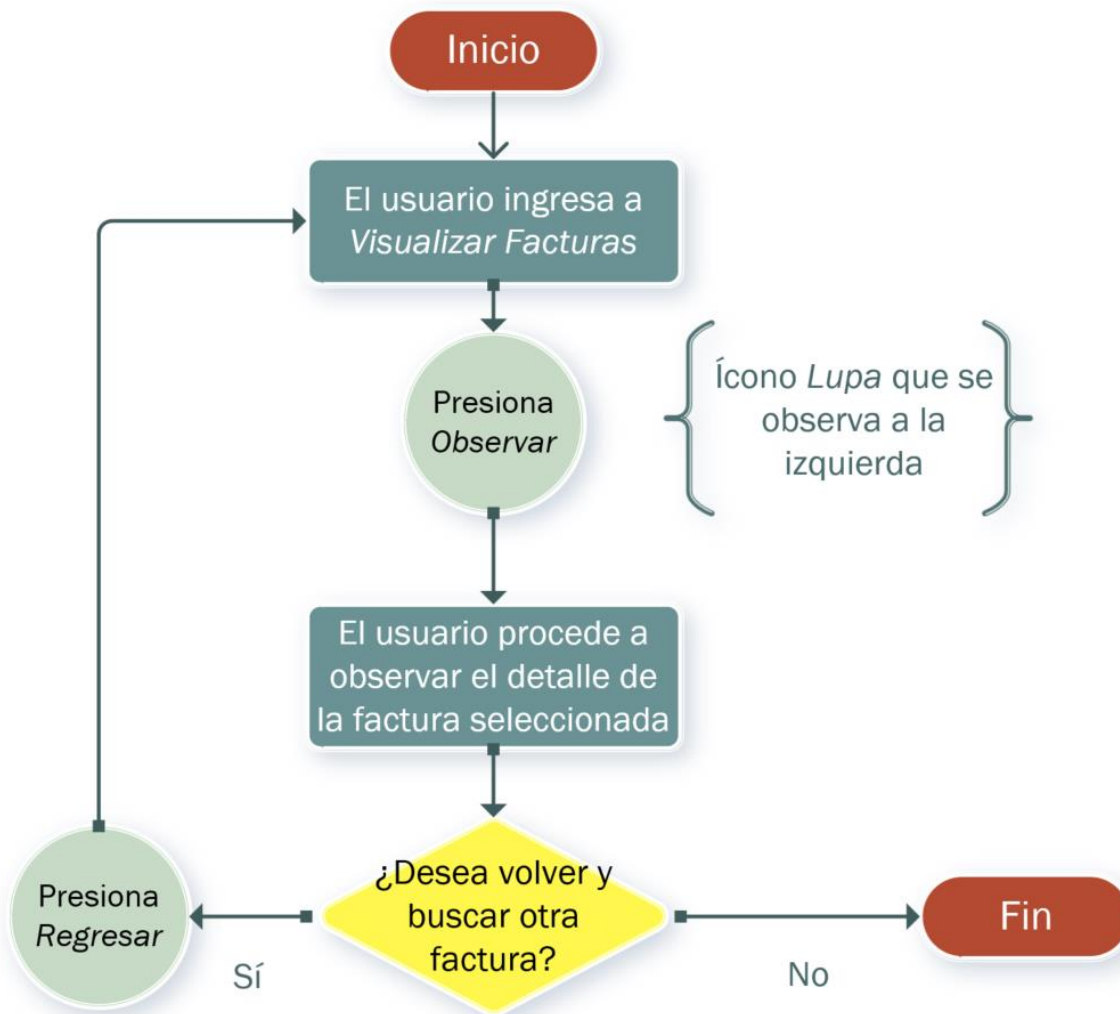 Inicio
El usuario ingresa a
Visualizar Facturas
Presiona
Observar
Ícono Lupa que se
observa a la
izquierda
El usuario procede a
observar el detalle de
la factura seleccionada
¿Desea volver y
buscar otra
factura?
Presiona
Regresar
Sí
No
Fin